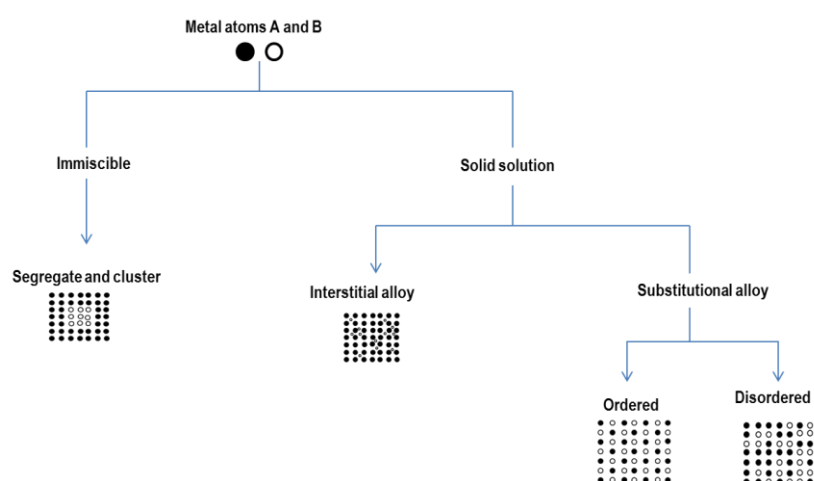 Metal atoms A and B
Immiscible
Solid solution
Segregate and cluster
Interstitial alloy
Substitutional alloy
Ordered
Disordered